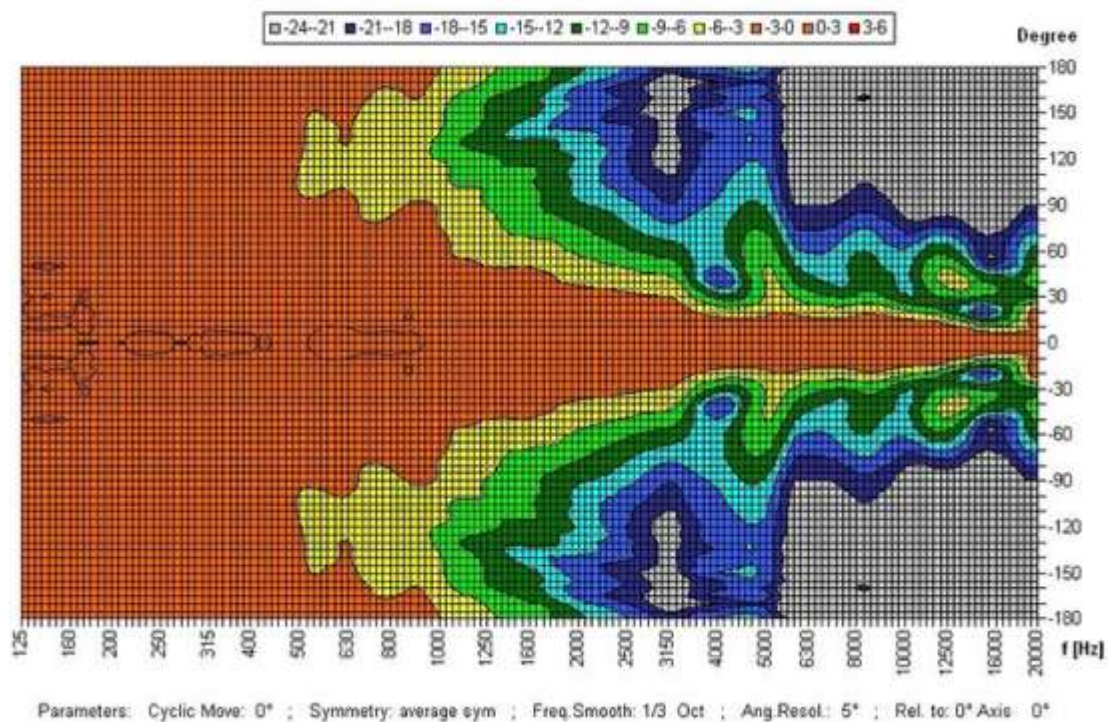 -24--21 -21--18 -18--15 -15--12 -12--9 -9--6 -6--3 -3-0 0-3 3-6
Degree
180
150
120
90
60
30
0
-30
-60
-90
-120
-150
-180
125 160 200 250 315 400 500 630 800 1000 1250 1600 2000 2500 3150 4000 5000 6300 8000 10000 12500 16000 20000
f [Hz]
Parameters: Cyclic Move: 0° ; Symmetry: average sym ; Freq.Smooth: 1/3 Oct ; Ang.Resol.: 5° ; Rel. to: 0° Axis 0°